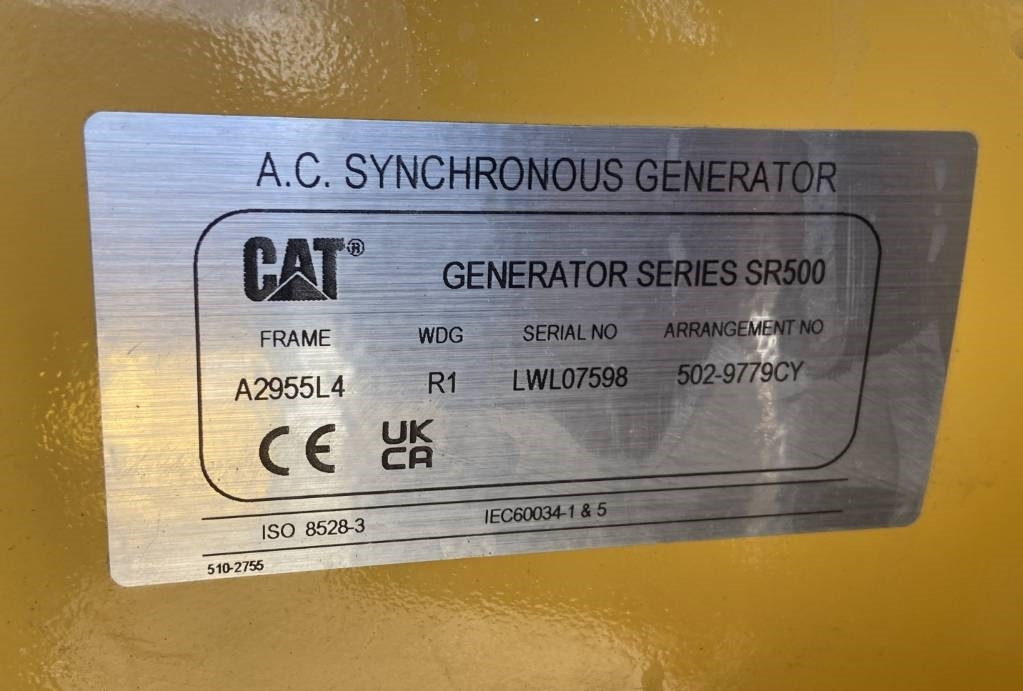 A.C. SYNCHRONOUS GENERATOR
CAT®
GENERATOR SERIES SR500
FRAME WDG SERIAL NO ARRANGEMENT NO
A2955L4 R1 LWL07598 502-9779CY
CE UK
CA
ISO 8528-3 IEC60034-1 & 5
510-2755